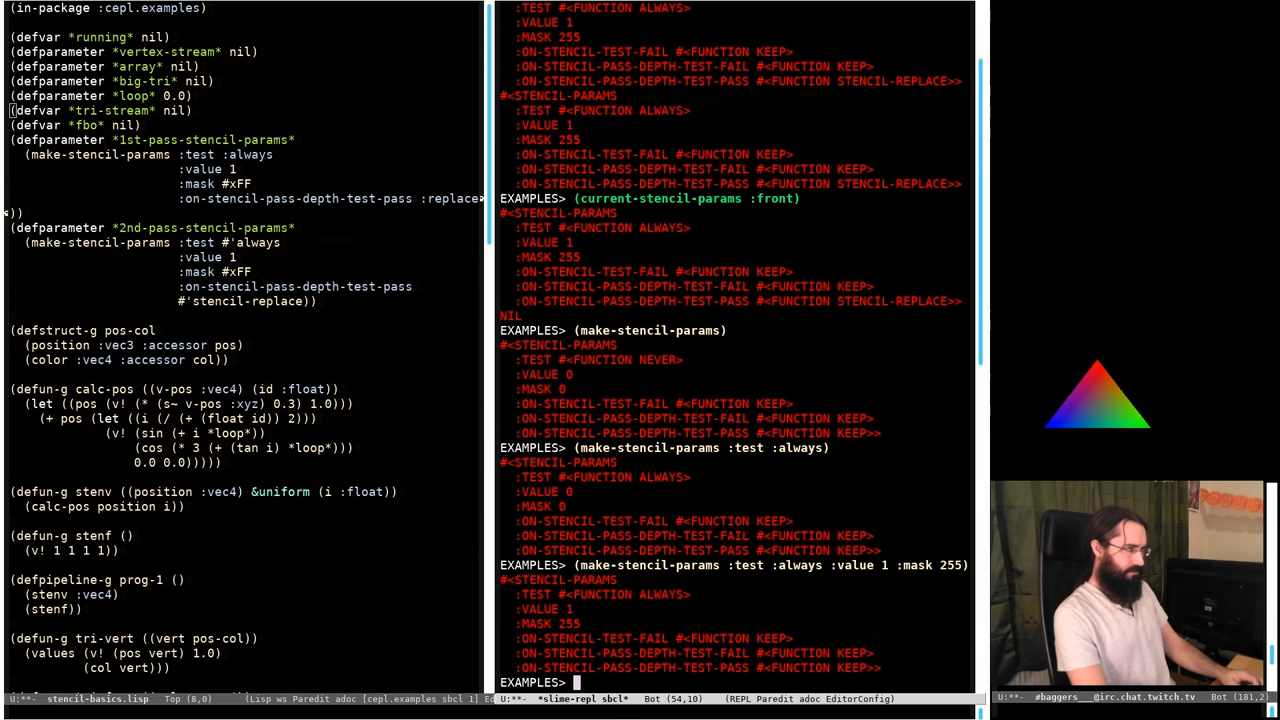 (in-package :cepl.examples)
(defvar *running* nil)
(defparameter *vertex-stream* nil)
(defparameter *array* nil)
(defparameter *big-tri* nil)
(defparameter *loop* 0.0)
(defvar *tri-stream* nil)
(defvar *fbo* nil)
(defparameter *1st-pass-stencil-params*
(make-stencil-params :test :always
:value 1
:mask #xFF
:on-stencil-pass-depth-test-pass :replace
))
(defparameter *2nd-pass-stencil-params*
(make-stencil-params :test #'always
:value 1
:mask #xFF
:on-stencil-pass-depth-test-pass
#'stencil-replace))
(defstruct-g pos-col
(position :vec3 :accessor pos)
(color :vec4 :accessor col))
(defun-g calc-pos ((v-pos :vec4) (id :float))
(let ((pos (v! (* (s~ v-pos :xyz) 0.3) 1.0)))
(+ pos (let ((i (/ (+ (float id)) 2)))
(v! (sin (+ i *loop*))
(cos (* 3 (+ (tan i) *loop*)))
0.0 0.0)))))
(defun-g stenv ((position :vec4) &uniform (i :float))
(calc-pos position i))
(defun-g stenf ()
(v! 1 1 1 1))
(defpipeline-g prog-1 ()
(stenv :vec4)
(stenf))
(defun-g tri-vert ((vert pos-col))
(values (v! (pos vert) 1.0)
(col vert)))
U:**- stencil-basics.lisp Top (8,0) (Lisp ws Paredit adoc [cepl.examples sbcl 1] Ed
:TEST #<FUNCTION ALWAYS>
:VALUE 1
:MASK 255
:ON-STENCIL-TEST-FAIL #<FUNCTION KEEP>
:ON-STENCIL-PASS-DEPTH-TEST-FAIL #<FUNCTION KEEP>
:ON-STENCIL-PASS-DEPTH-TEST-PASS #<FUNCTION STENCIL-REPLACE>>
#<STENCIL-PARAMS
:TEST #<FUNCTION ALWAYS>
:VALUE 1
:MASK 255
:ON-STENCIL-TEST-FAIL #<FUNCTION KEEP>
:ON-STENCIL-PASS-DEPTH-TEST-FAIL #<FUNCTION KEEP>
:ON-STENCIL-PASS-DEPTH-TEST-PASS #<FUNCTION STENCIL-REPLACE>>
EXAMPLES> (current-stencil-params :front)
#<STENCIL-PARAMS
:TEST #<FUNCTION ALWAYS>
:VALUE 1
:MASK 255
:ON-STENCIL-TEST-FAIL #<FUNCTION KEEP>
:ON-STENCIL-PASS-DEPTH-TEST-FAIL #<FUNCTION KEEP>
:ON-STENCIL-PASS-DEPTH-TEST-PASS #<FUNCTION STENCIL-REPLACE>>
NIL
EXAMPLES> (make-stencil-params)
#<STENCIL-PARAMS
:TEST #<FUNCTION NEVER>
:VALUE 0
:MASK 0
:ON-STENCIL-TEST-FAIL #<FUNCTION KEEP>
:ON-STENCIL-PASS-DEPTH-TEST-FAIL #<FUNCTION KEEP>
:ON-STENCIL-PASS-DEPTH-TEST-PASS #<FUNCTION KEEP>>
EXAMPLES> (make-stencil-params :test :always)
#<STENCIL-PARAMS
:TEST #<FUNCTION ALWAYS>
:VALUE 0
:MASK 0
:ON-STENCIL-TEST-FAIL #<FUNCTION KEEP>
:ON-STENCIL-PASS-DEPTH-TEST-FAIL #<FUNCTION KEEP>
:ON-STENCIL-PASS-DEPTH-TEST-PASS #<FUNCTION KEEP>>
EXAMPLES> (make-stencil-params :test :always :value 1 :mask 255)
#<STENCIL-PARAMS
:TEST #<FUNCTION ALWAYS>
:VALUE 1
:MASK 255
:ON-STENCIL-TEST-FAIL #<FUNCTION KEEP>
:ON-STENCIL-PASS-DEPTH-TEST-FAIL #<FUNCTION KEEP>
:ON-STENCIL-PASS-DEPTH-TEST-PASS #<FUNCTION KEEP>>
EXAMPLES>
U:**- *slime-repl sbcl* Bot (54,10) (REPL Paredit adoc EditorConfig)
U:**- #baggers___@irc.chat.twitch.tv Bot (181,2)